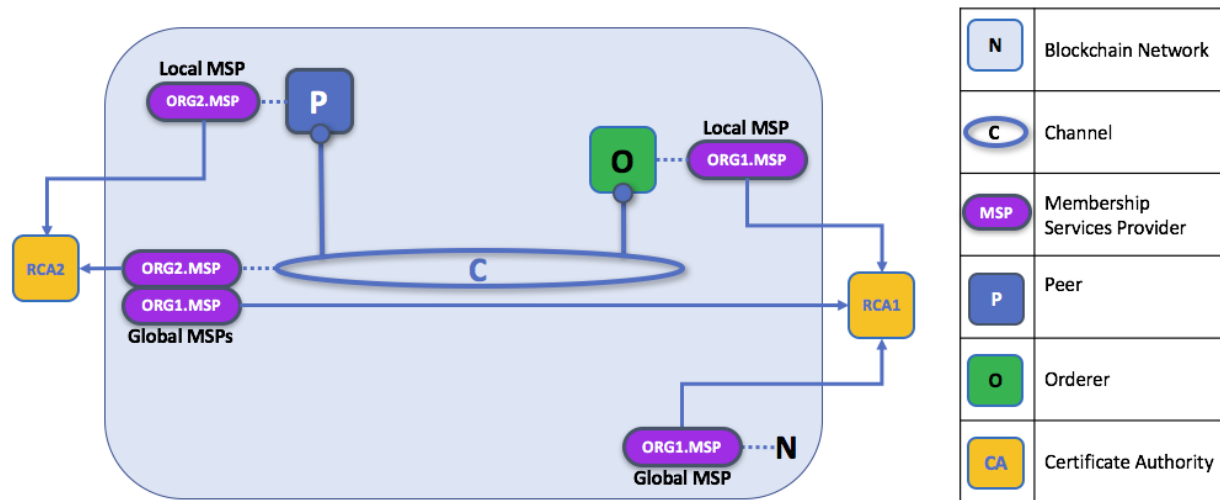 Local MSP
ORG2.MSP
P
Local MSP
O
ORG1.MSP
RCA2
ORG2.MSP
C
ORG1.MSP
RCA1
Global MSPs
ORG1.MSP
N
Global MSP
N
Blockchain Network
C
Channel
MSP
Membership
Services Provider
P
Peer
O
Orderer
CA
Certificate Authority